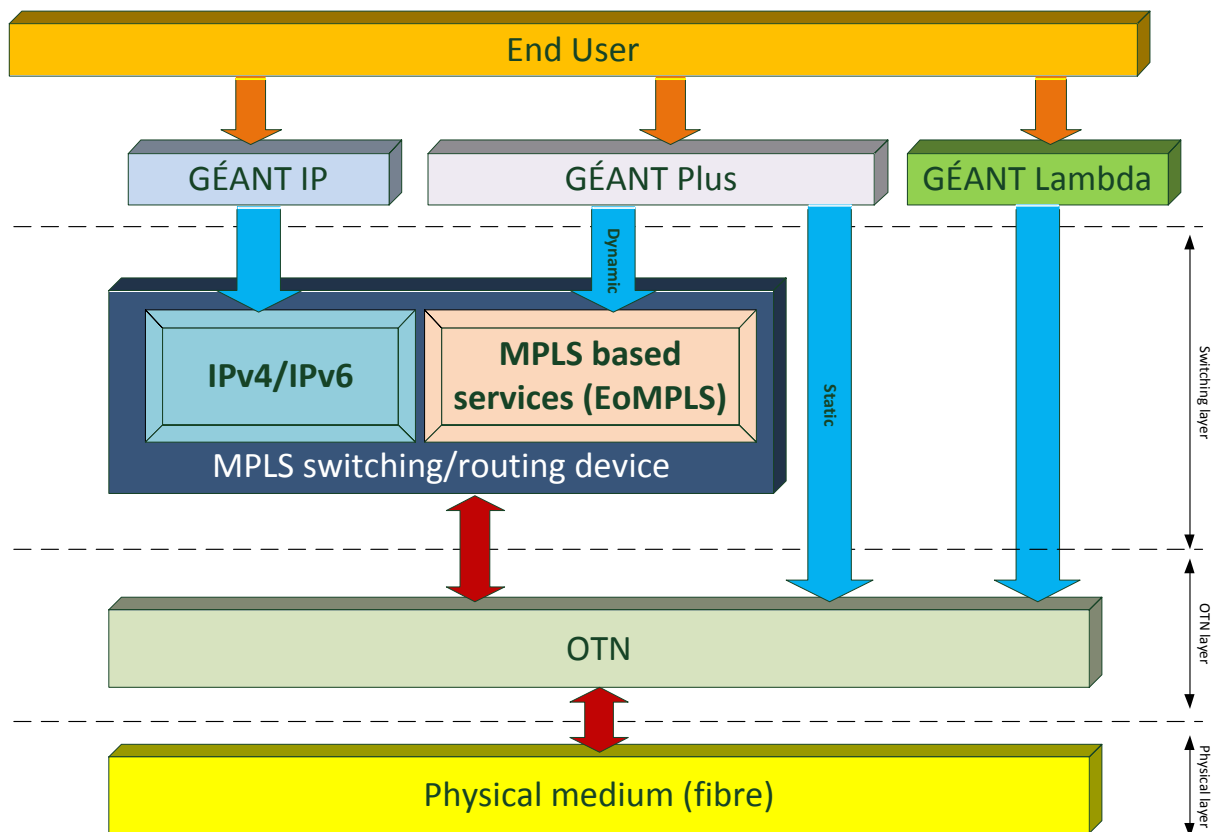 End User
GÉANT IP
GÉANT Plus
GÉANT Lambda
Dynamic
Static
IPv4/IPv6
MPLS based
services (EoMPLS)
MPLS switching/routing device
Switching layer
OTN
OTN layer
Physical medium (fibre)
Physical layer